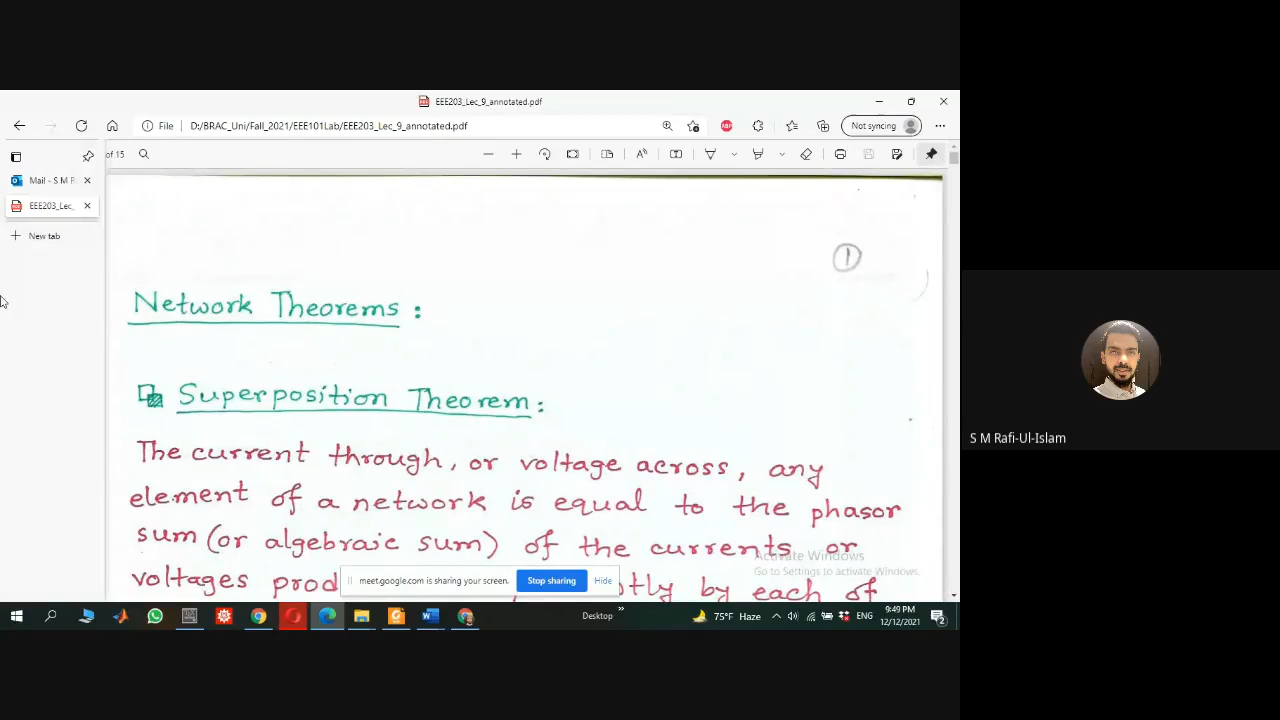 EEE203_Lec_9_annotated.pdf
File D:/BRAC_Uni/Fall_2021/EEE101Lab/EEE203_Lec_9_annotated.pdf
ABP
Not syncing
of 15
Mail - S M R
EEE203_Lec_
New tab
1
Network Theorems :
Superposition Theorem :
The current through, or voltage across, any
element of a network is equal to the phasor
sum (or algebraic sum) of the currents or
voltages by each of
Activate Windows
Go to Settings to activate Windows.
meet.google.com is sharing your screen.
Stop sharing
Hide
Desktop
75°F Haze
ENG
9:49 PM
12/12/2021
2
S M Rafi-Ul-Islam